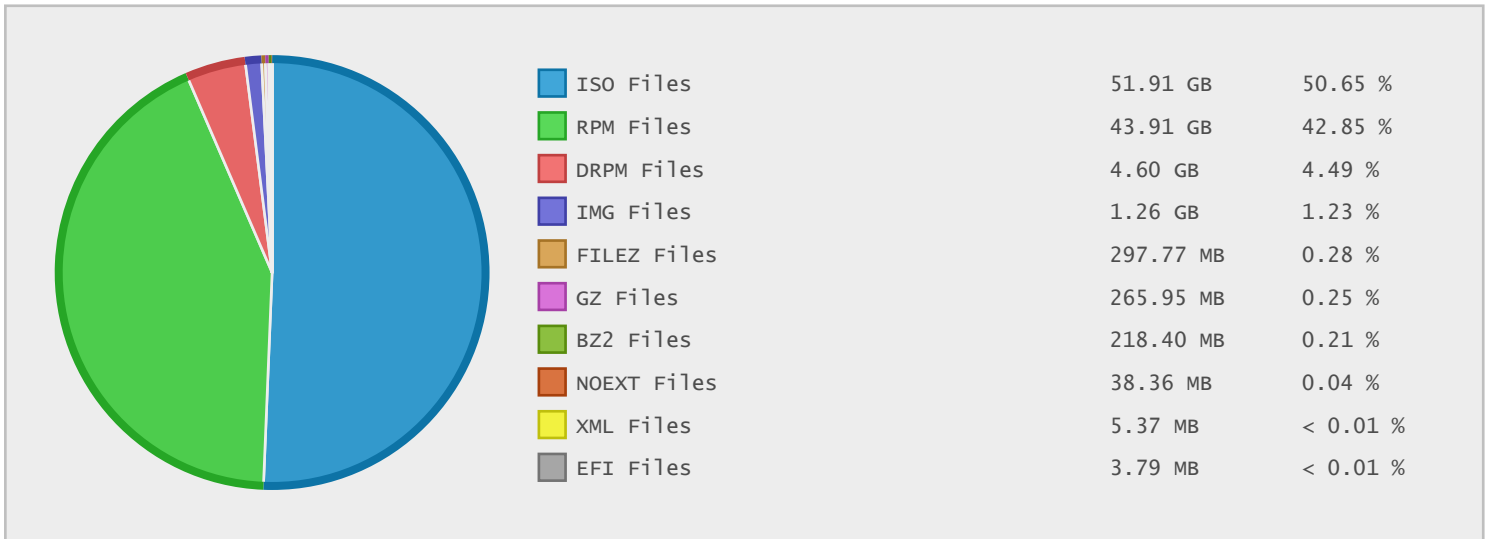 ISO Files 51.91 GB 50.65 %
RPM Files 43.91 GB 42.85 %
DRPM Files 4.60 GB 4.49 %
IMG Files 1.26 GB 1.23 %
FILEZ Files 297.77 MB 0.28 %
GZ Files 265.95 MB 0.25 %
BZ2 Files 218.40 MB 0.21 %
NOEXT Files 38.36 MB 0.04 %
XML Files 5.37 MB < 0.01 %
EFI Files 3.79 MB < 0.01 %